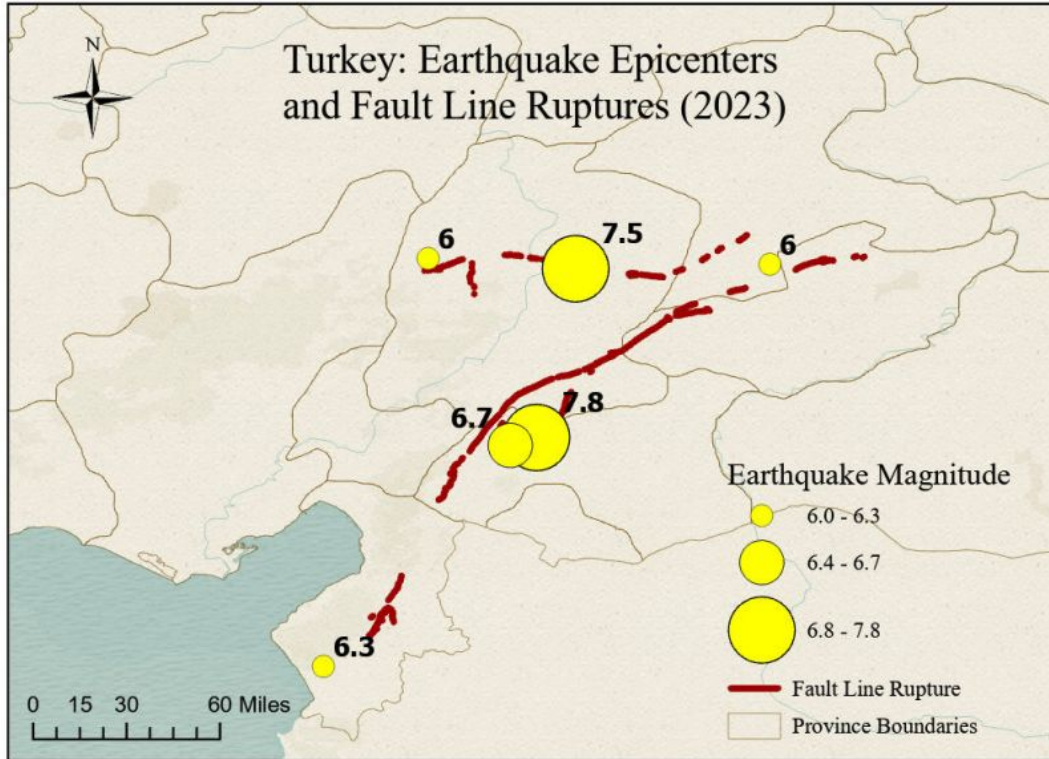 N
Turkey: Earthquake Epicenters
and Fault Line Ruptures (2023)
6
7.5
6
6.7
7.8
6.3
Earthquake Magnitude
6.0 - 6.3
6.4 - 6.7
6.8 - 7.8
Fault Line Rupture
Province Boundaries
0 15 30 60 Miles